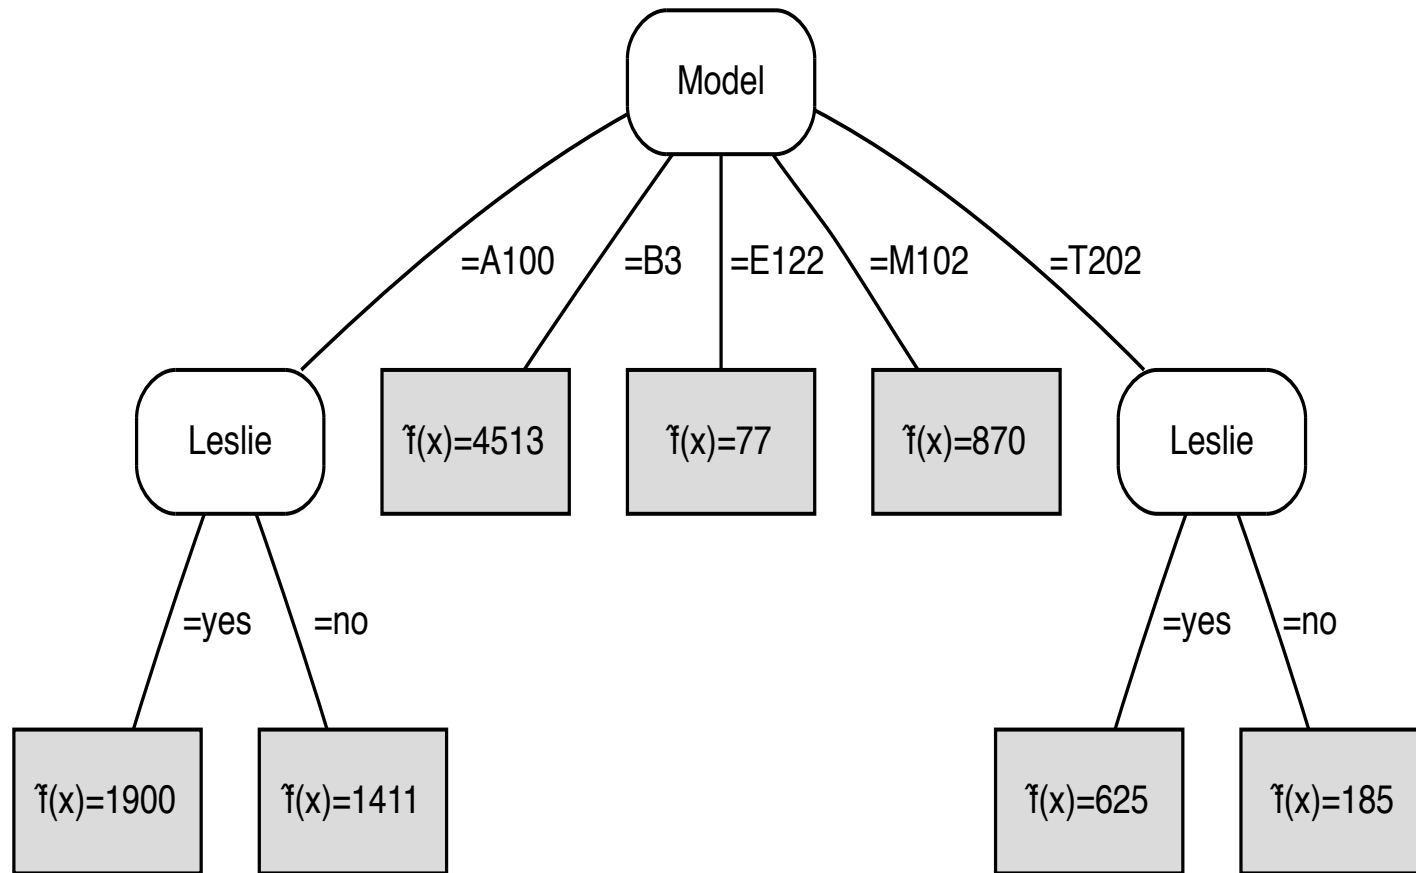 Model
=A100
=B3
=E122
=M102
=T202
Leslie
f̂(x)=4513
f̂(x)=77
f̂(x)=870
Leslie
=yes
=no
=yes
=no
f̂(x)=1900
f̂(x)=1411
f̂(x)=625
f̂(x)=185